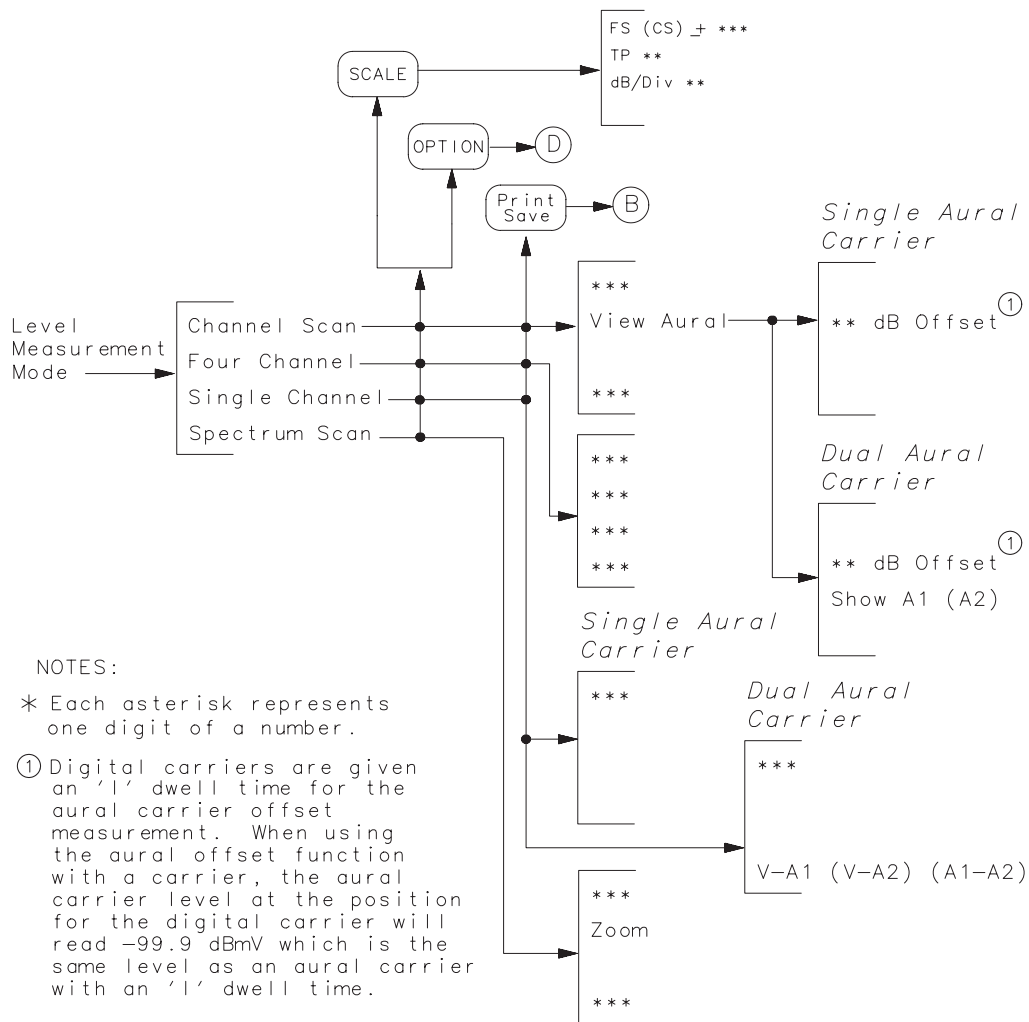 FS (CS) ± ***
TP **
dB/Div **
SCALE
OPTION
D
Print
Save
B
Single Aural
Carrier
***
View Aural
***
** dB Offset ①
Level
Measurement
Mode
Channel Scan
Four Channel
Single Channel
Spectrum Scan
Dual Aural
Carrier
***
***
***
***
** dB Offset ①
Show A1 (A2)
Single Aural
Carrier
***
Dual Aural
Carrier
***
V-A1 (V-A2) (A1-A2)
***
Zoom
***
NOTES:
* Each asterisk represents
one digit of a number.
① Digital carriers are given
an 'I' dwell time for the
aural carrier offset
measurement. When using
the aural offset function
with a carrier, the aural
carrier level at the position
for the digital carrier will
read -99.9 dBmV which is the
same level as an aural carrier
with an 'I' dwell time.